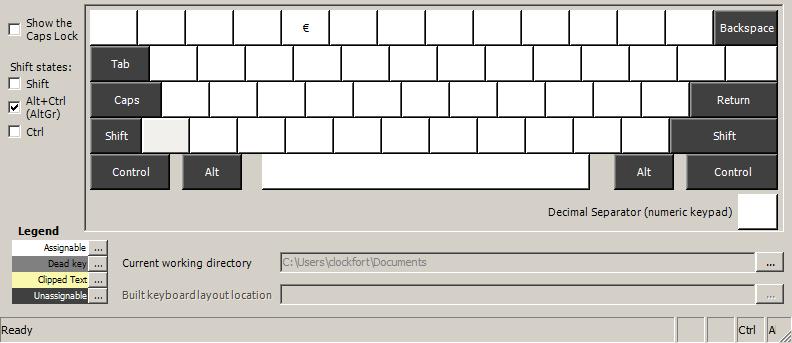 Show the
Caps Lock
€
Backspace
Tab
Shift states:
Shift
Alt+Ctrl
(AltGr)
Ctrl
Caps
Return
Shift
Shift
Control
Alt
Alt
Control
Decimal Separator (numeric keypad)
Legend
Assignable ...
Dead key ...
Clipped Text ...
Unassignable ...
Current working directory
C:\Users\clockfort\Documents
...
Built keyboard layout location
...
Ready
Ctrl